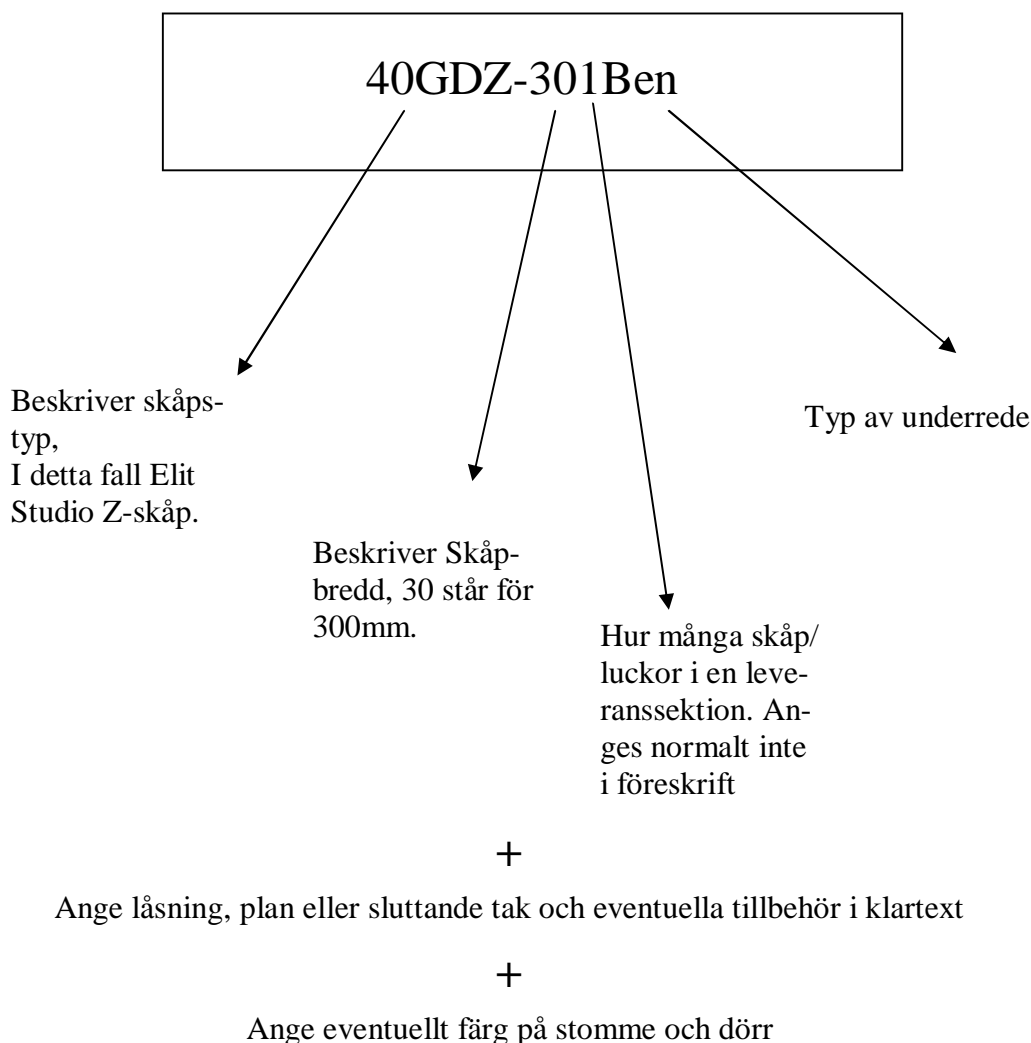 40GDZ-301Ben
Beskriver skåps-
typ,
I detta fall Elit
Studio Z-skåp.
Beskriver Skåp-
bredd, 30 står för
300mm.
Hur många skåp/
luckor i en leve-
ranssektion. An-
ges normalt inte
i föreskrift
Typ av underrede
+
Ange låsning, plan eller sluttande tak och eventuella tillbehör i klartext
+
Ange eventuellt färg på stomme och dörr